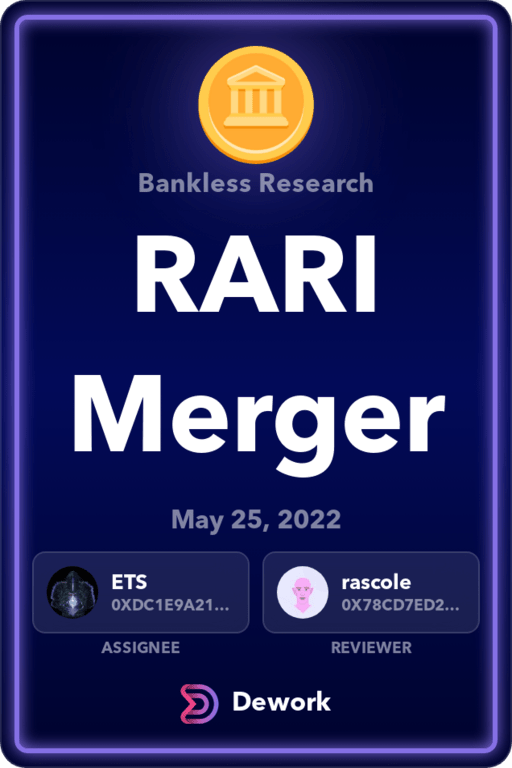 Bankless Research
RARI
Merger
May 25, 2022
ETS
0XDC1E9A21...
ASSIGNEE
rascole
0X78CD7ED2...
REVIEWER
Dework